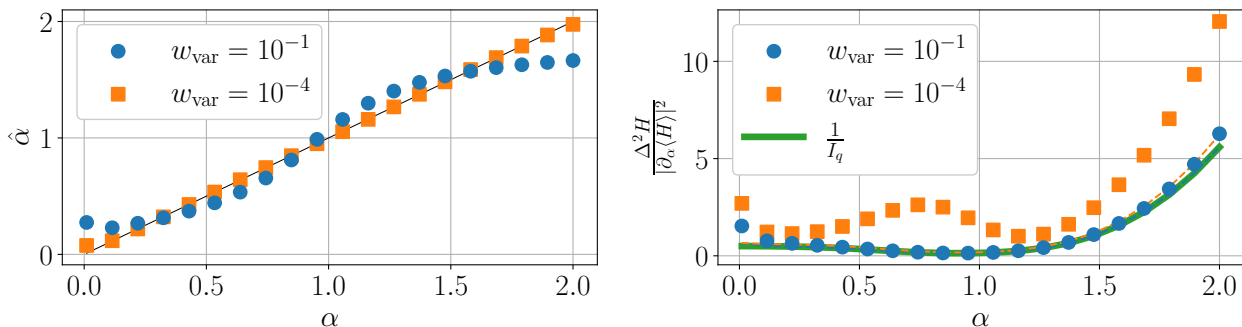 2
1
0
α̂
w_var = 10^-1
w_var = 10^-4
0.0 0.5 1.0 1.5 2.0
α
10
5
0
Δ²H / |∂_α⟨H⟩|²
w_var = 10^-1
w_var = 10^-4
1 / I_q
0.0 0.5 1.0 1.5 2.0
α